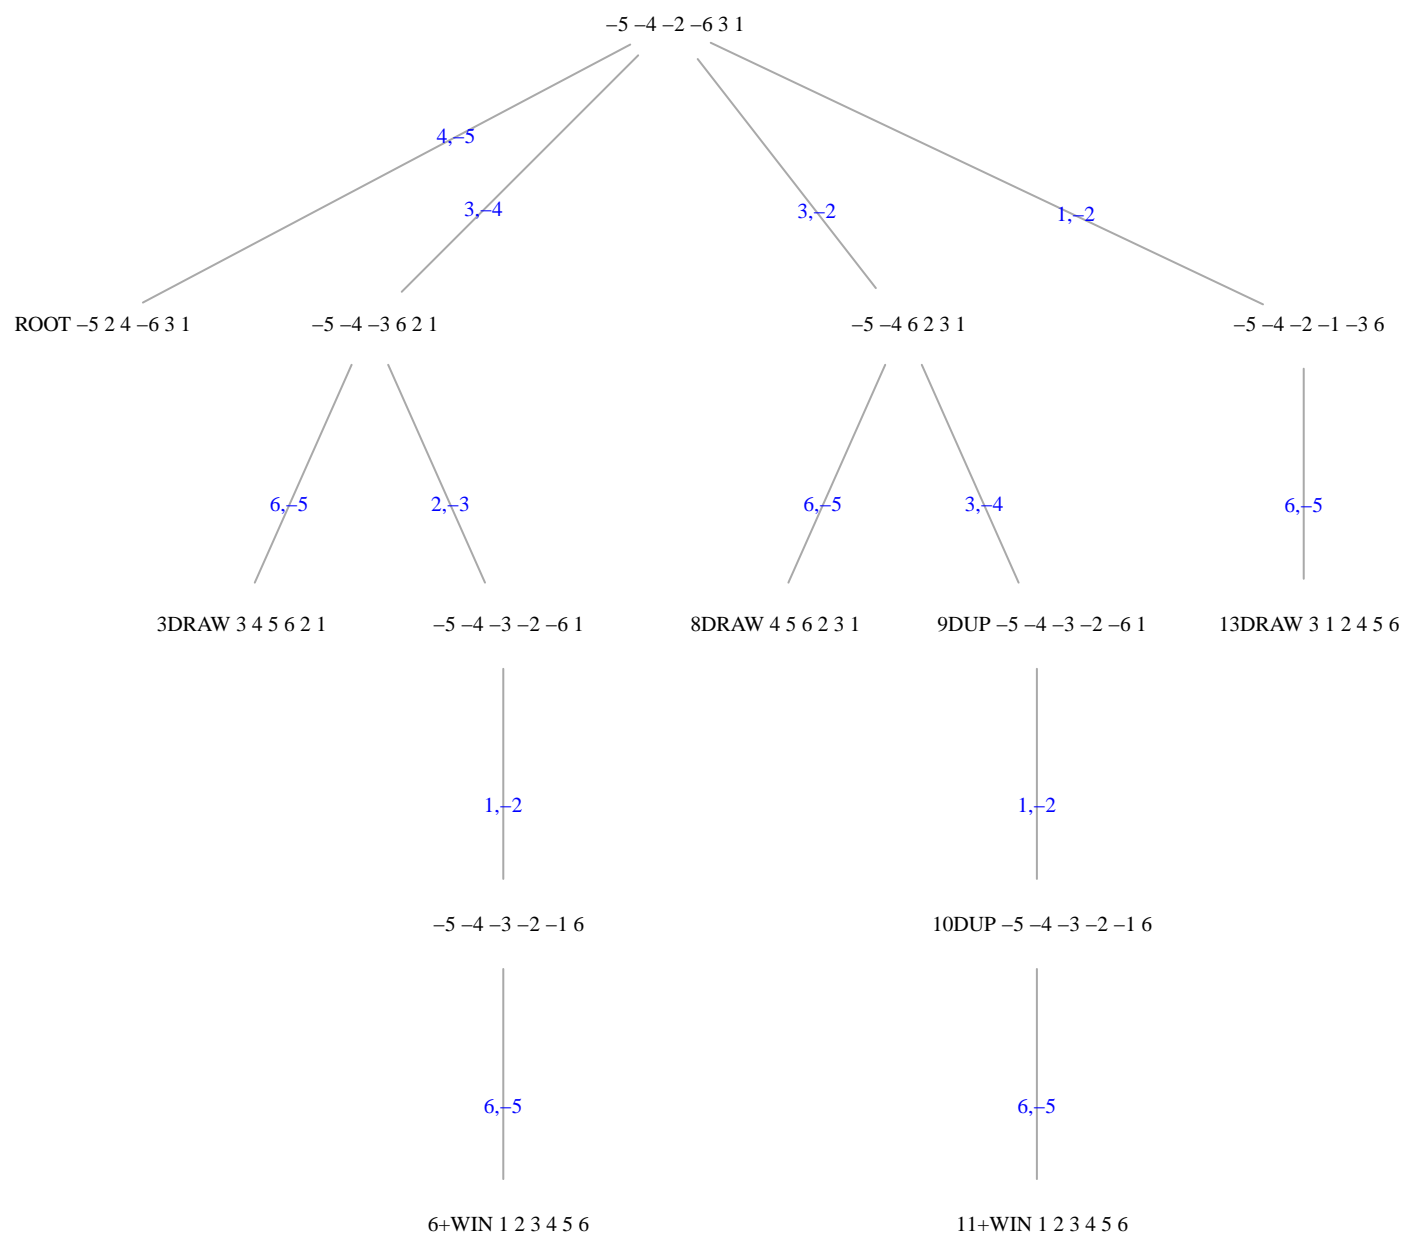 −5 −4 −2 −6 3 1
4,−5
3,−4
3,−2
1,−2
ROOT −5 2 4 −6 3 1
−5 −4 −3 6 2 1
−5 −4 6 2 3 1
−5 −4 −2 −1 −3 6
6,−5
2,−3
6,−5
3,−4
6,−5
3DRAW 3 4 5 6 2 1
−5 −4 −3 −2 −6 1
8DRAW 4 5 6 2 3 1
9DUP −5 −4 −3 −2 −6 1
13DRAW 3 1 2 4 5 6
1,−2
1,−2
−5 −4 −3 −2 −1 6
10DUP −5 −4 −3 −2 −1 6
6,−5
6,−5
6+WIN 1 2 3 4 5 6
11+WIN 1 2 3 4 5 6